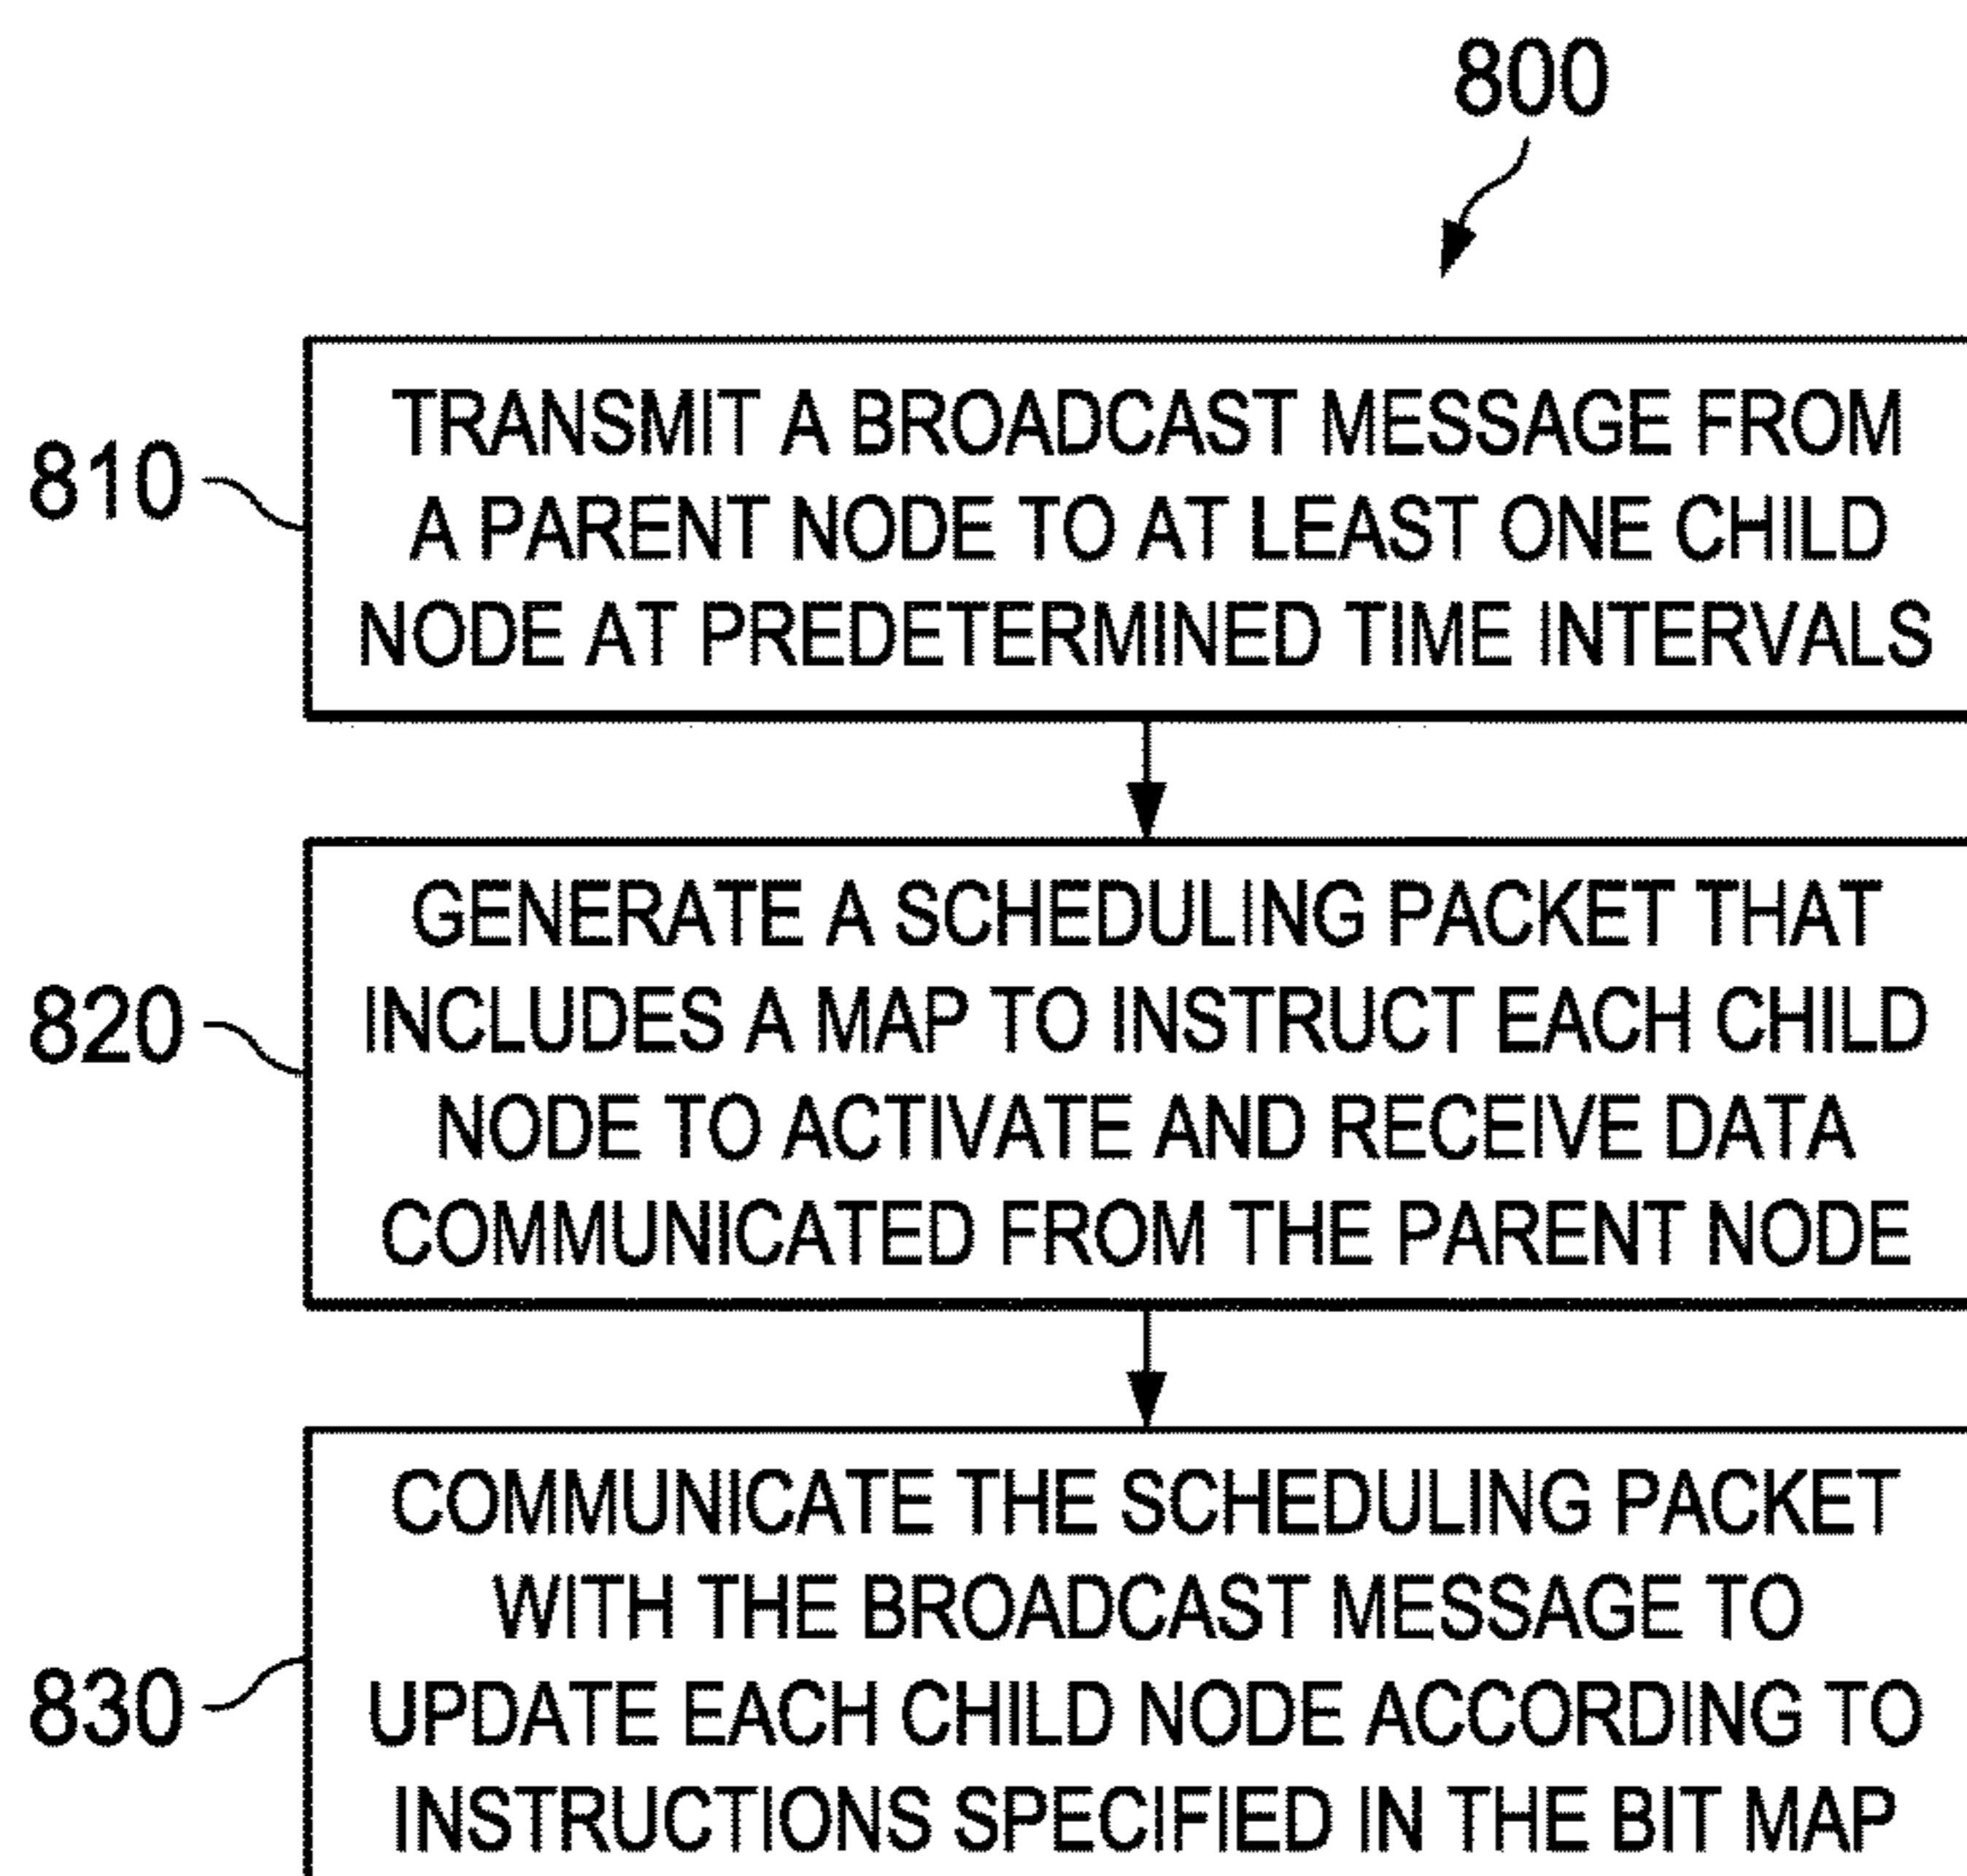 800
810
TRANSMIT A BROADCAST MESSAGE FROM
A PARENT NODE TO AT LEAST ONE CHILD
NODE AT PREDETERMINED TIME INTERVALS
820
GENERATE A SCHEDULING PACKET THAT
INCLUDES A MAP TO INSTRUCT EACH CHILD
NODE TO ACTIVATE AND RECEIVE DATA
COMMUNICATED FROM THE PARENT NODE
830
COMMUNICATE THE SCHEDULING PACKET
WITH THE BROADCAST MESSAGE TO
UPDATE EACH CHILD NODE ACCORDING TO
INSTRUCTIONS SPECIFIED IN THE BIT MAP